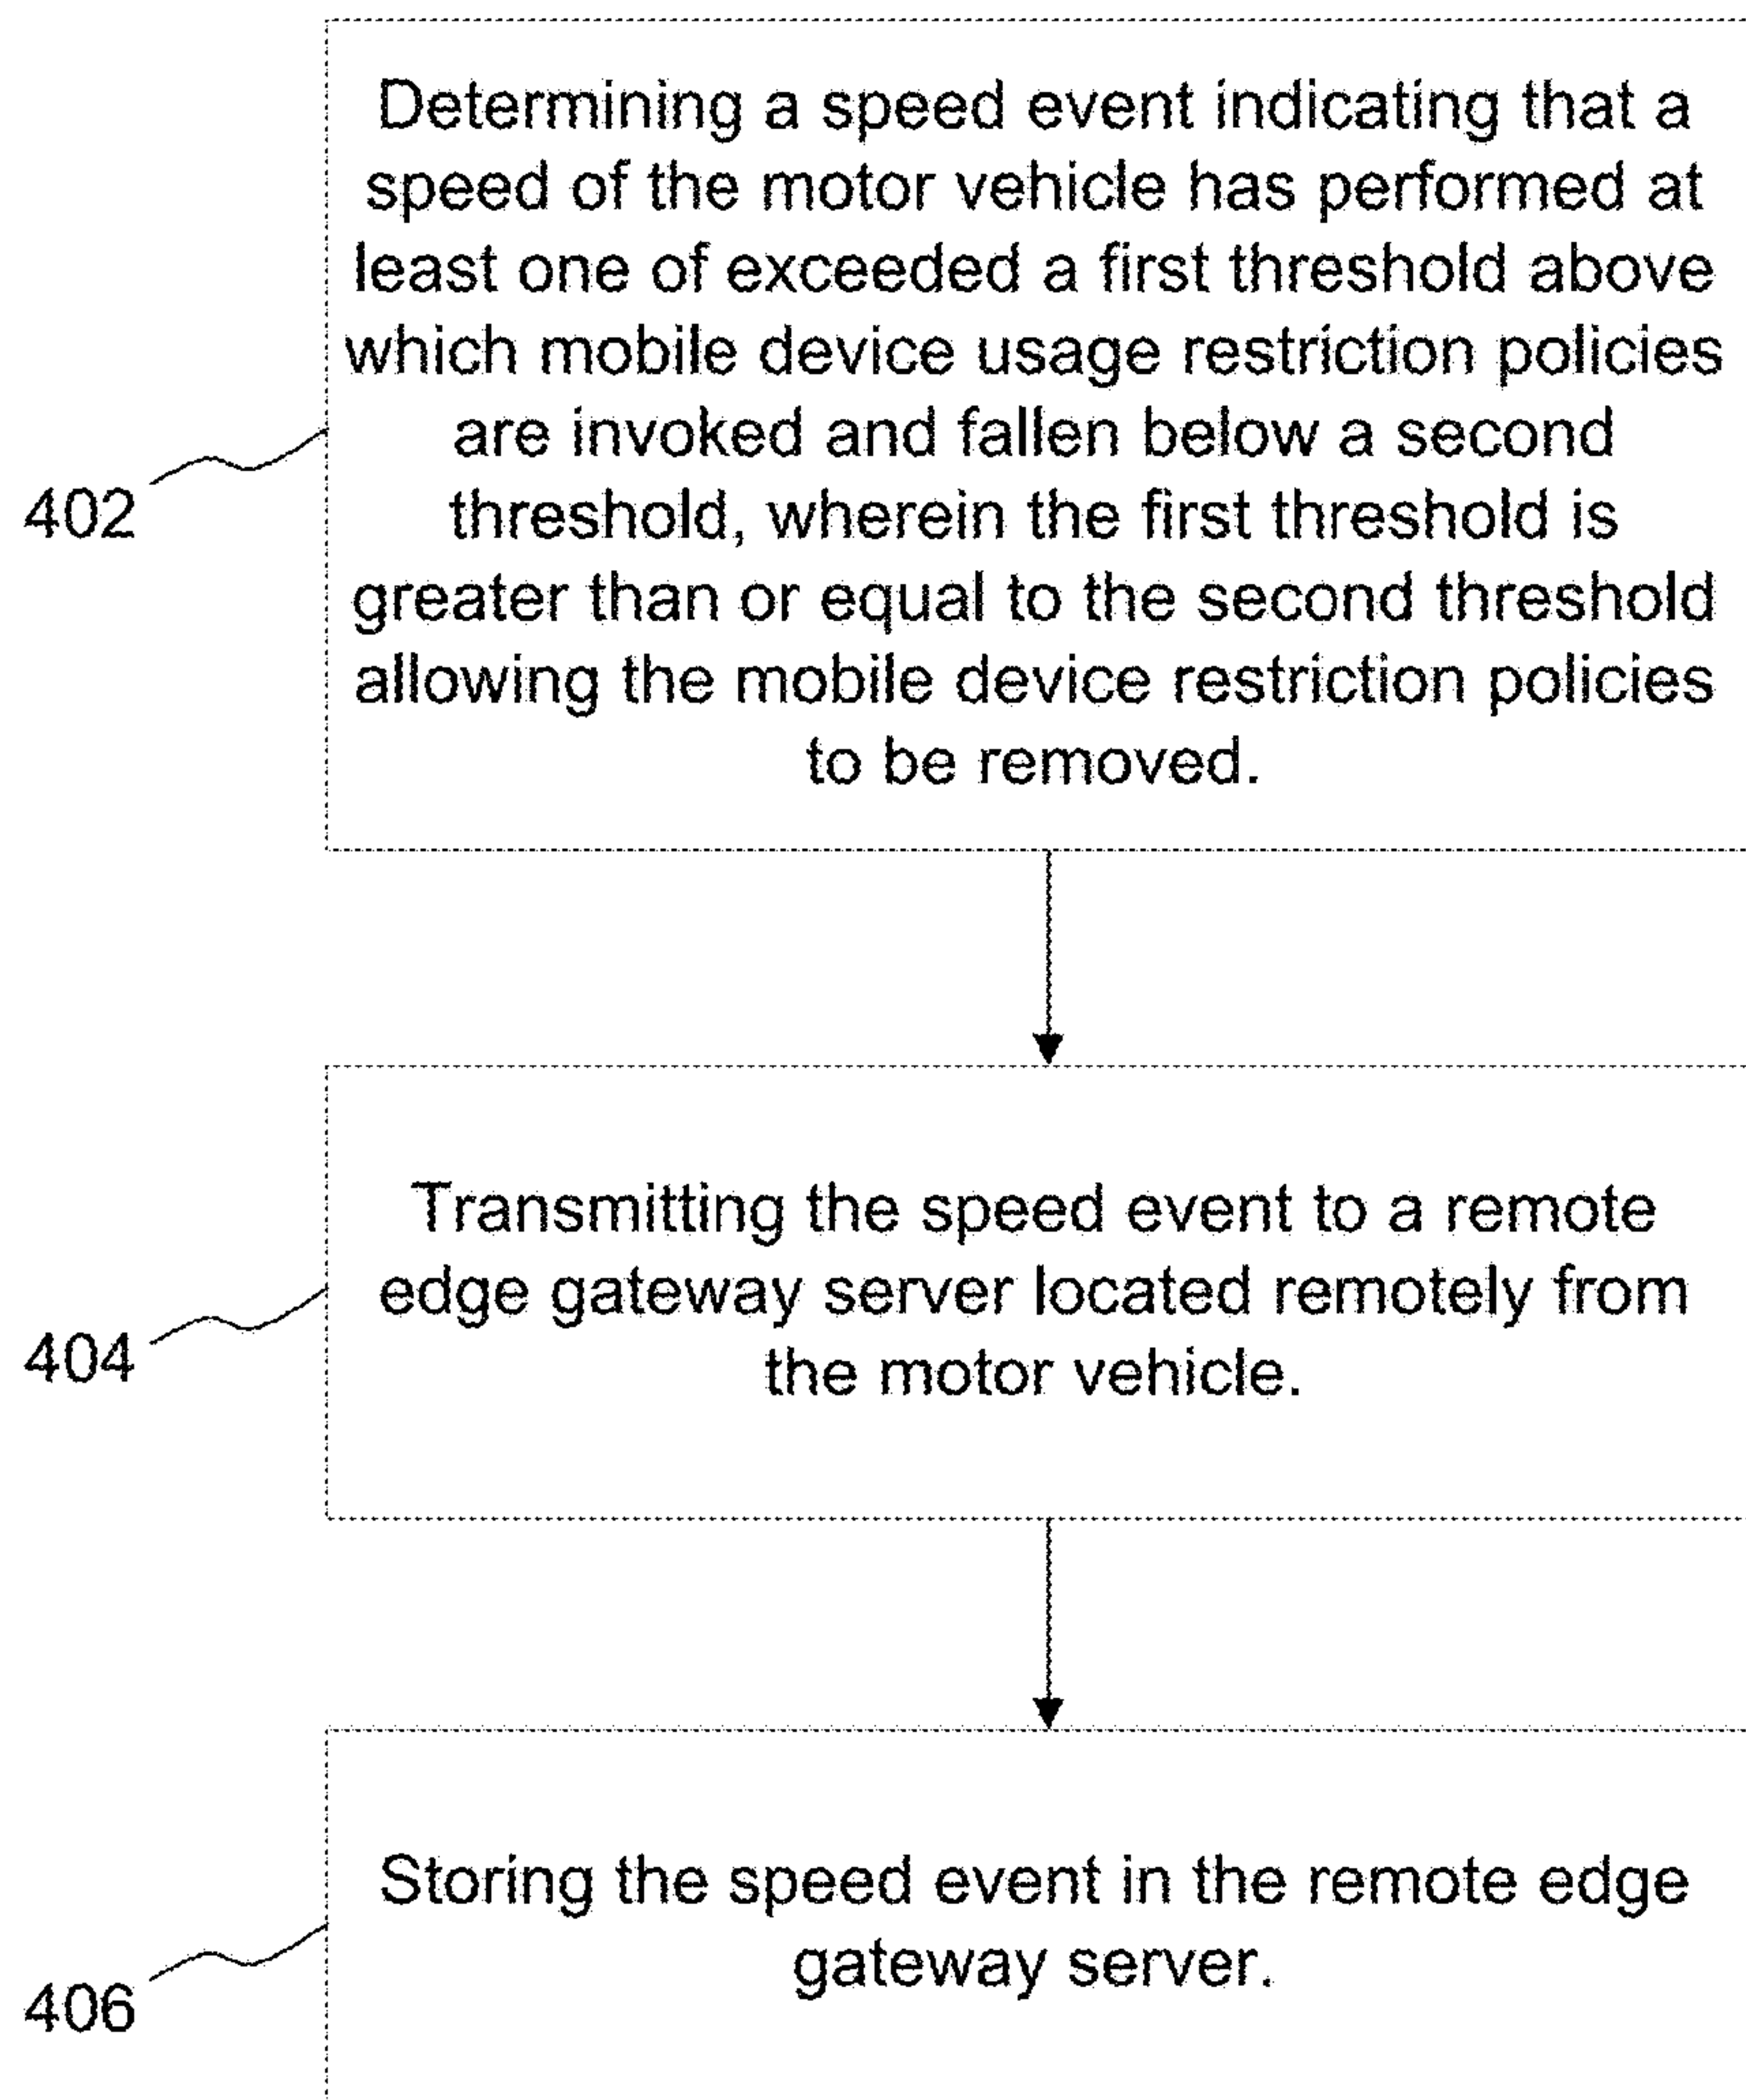 Determining a speed event indicating that a
speed of the motor vehicle has performed at
least one of exceeded a first threshold above
which mobile device usage restriction policies
are invoked and fallen below a second
threshold, wherein the first threshold is
greater than or equal to the second threshold
allowing the mobile device restriction policies
to be removed.
402
Transmitting the speed event to a remote
edge gateway server located remotely from
the motor vehicle.
404
Storing the speed event in the remote edge
gateway server.
406